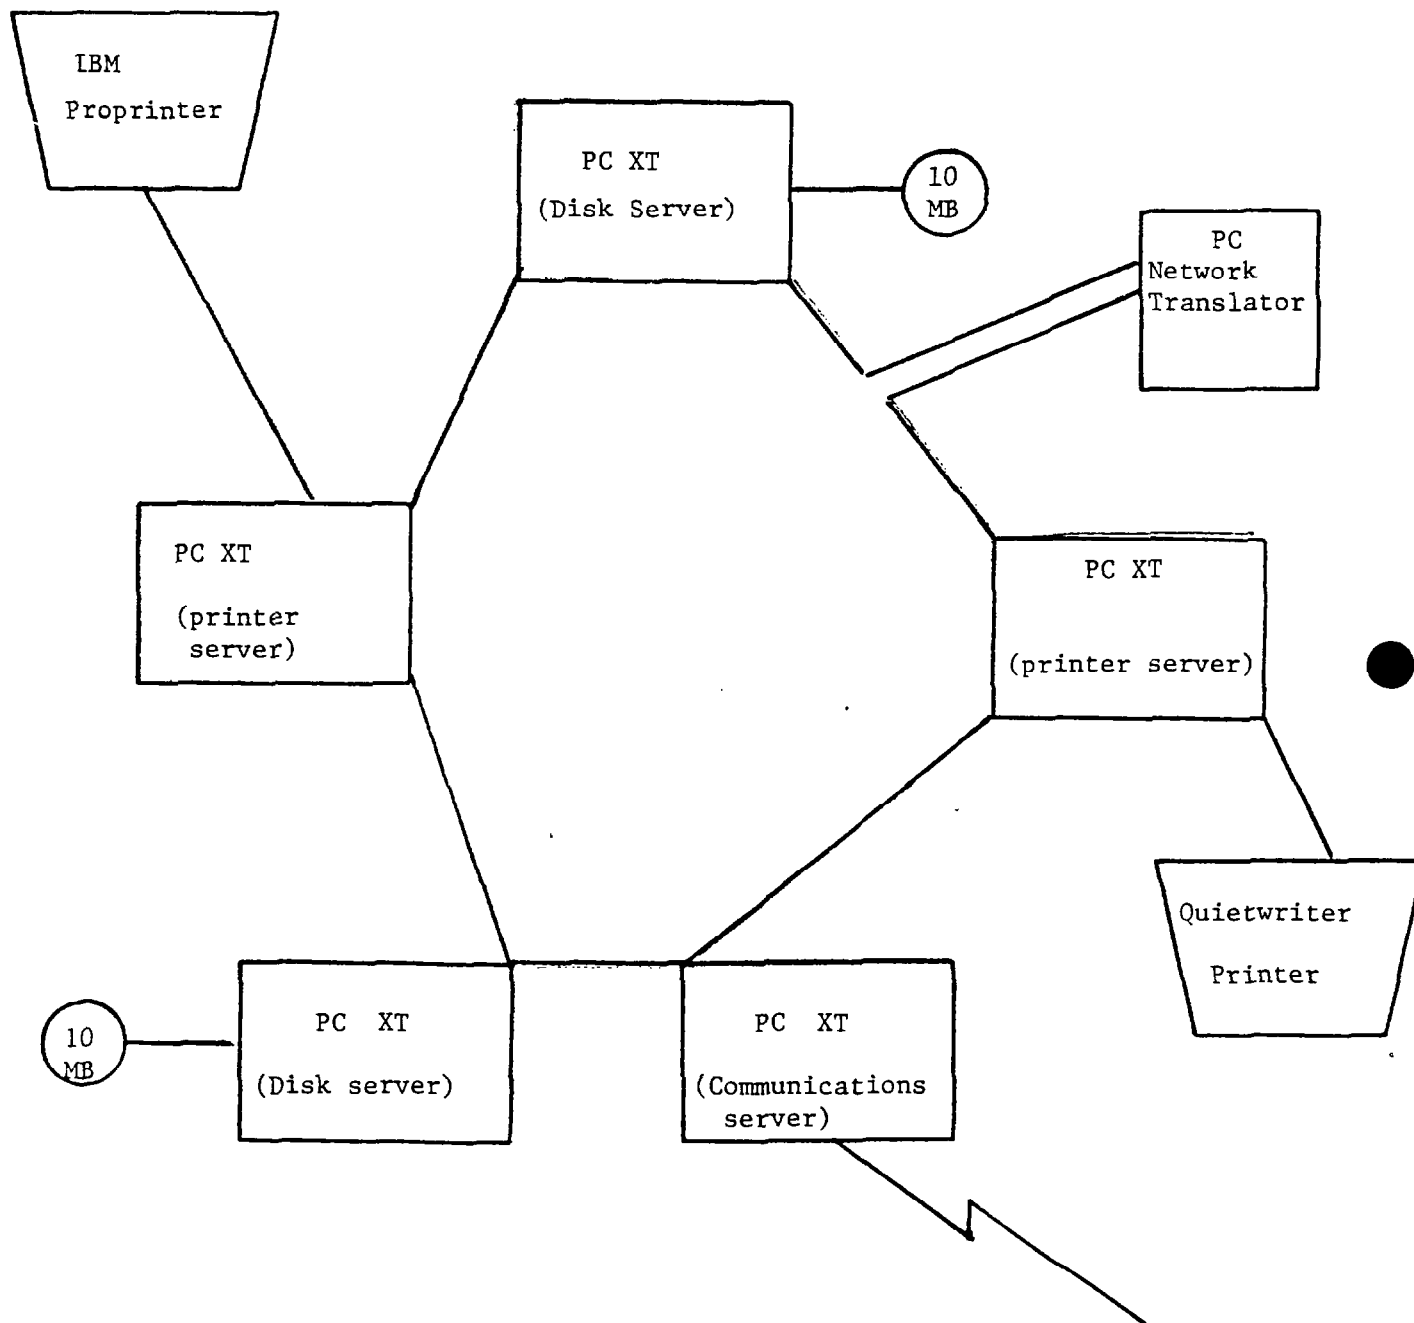 IBM
Proprinter
PC XT
(Disk Server)
10
MB
PC
Network
Translator
PC XT
(printer
server)
PC XT
(printer server)
Quietwriter
Printer
10
MB
PC XT
(Disk server)
PC XT
(Communications
server)